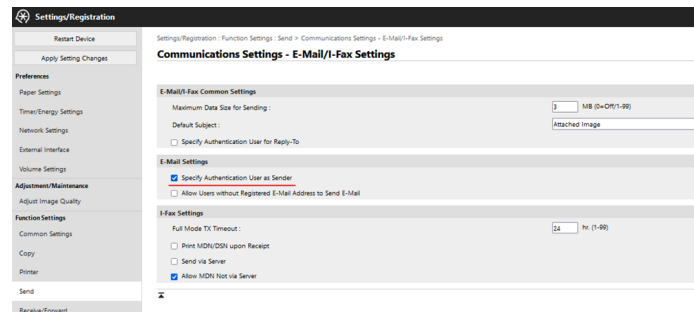 Settings/Registration
Restart Device
Apply Setting Changes
Preferences
Paper Settings
Timer/Energy Settings
Network Settings
External Interface
Volume Settings
Adjustment/Maintenance
Adjust Image Quality
Function Settings
Common Settings
Copy
Printer
Send
Receive/Forward
Settings/Registration : Function Settings : Send > Communications Settings - E-Mail/I-Fax Settings
Communications Settings - E-Mail/I-Fax Settings
E-Mail/I-Fax Common Settings
Maximum Data Size for Sending : 3 MB (0=Off/1-99)
Default Subject : Attached Image
Specify Authentication User for Reply-To
E-Mail Settings
Specify Authentication User as Sender
Allow Users without Registered E-Mail Address to Send E-Mail
I-Fax Settings
Full Mode TX Timeout : 24 hr. (1-99)
Print MDN/DSN upon Receipt
Send via Server
Allow MDN Not via Server